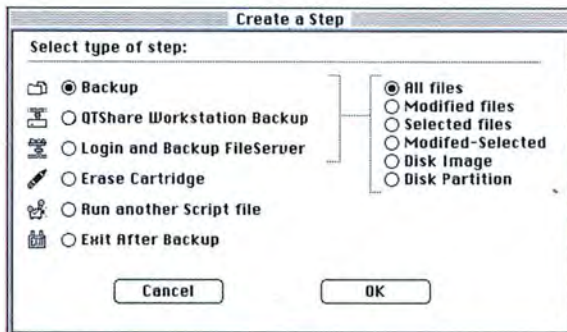 Create a Step
Select type of step:
Backup
QTShare Workstation Backup
Login and Backup FileServer
Erase Cartridge
Run another Script file
Exit After Backup
All files
Modified files
Selected files
Modifed-Selected
Disk Image
Disk Partition
Cancel
OK